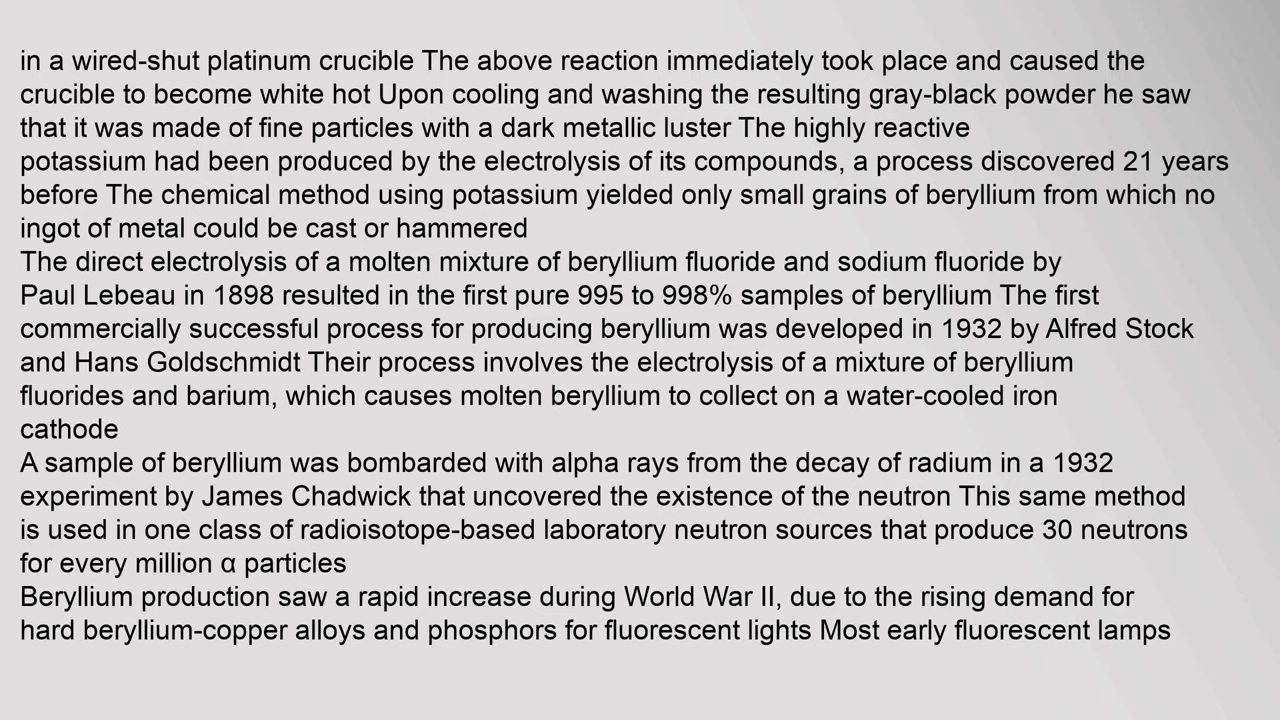 in a wired-shut platinum crucible The above reaction immediately took place and caused the
crucible to become white hot Upon cooling and washing the resulting gray-black powder he saw
that it was made of fine particles with a dark metallic luster The highly reactive
potassium had been produced by the electrolysis of its compounds, a process discovered 21 years
before The chemical method using potassium yielded only small grains of beryllium from which no
ingot of metal could be cast or hammered
The direct electrolysis of a molten mixture of beryllium fluoride and sodium fluoride by
Paul Lebeau in 1898 resulted in the first pure 995 to 998% samples of beryllium The first
commercially successful process for producing beryllium was developed in 1932 by Alfred Stock
and Hans Goldschmidt Their process involves the electrolysis of a mixture of beryllium
fluorides and barium, which causes molten beryllium to collect on a water-cooled iron
cathode
A sample of beryllium was bombarded with alpha rays from the decay of radium in a 1932
experiment by James Chadwick that uncovered the existence of the neutron This same method
is used in one class of radioisotope-based laboratory neutron sources that produce 30 neutrons
for every million α particles
Beryllium production saw a rapid increase during World War II, due to the rising demand for
hard beryllium-copper alloys and phosphors for fluorescent lights Most early fluorescent lamps